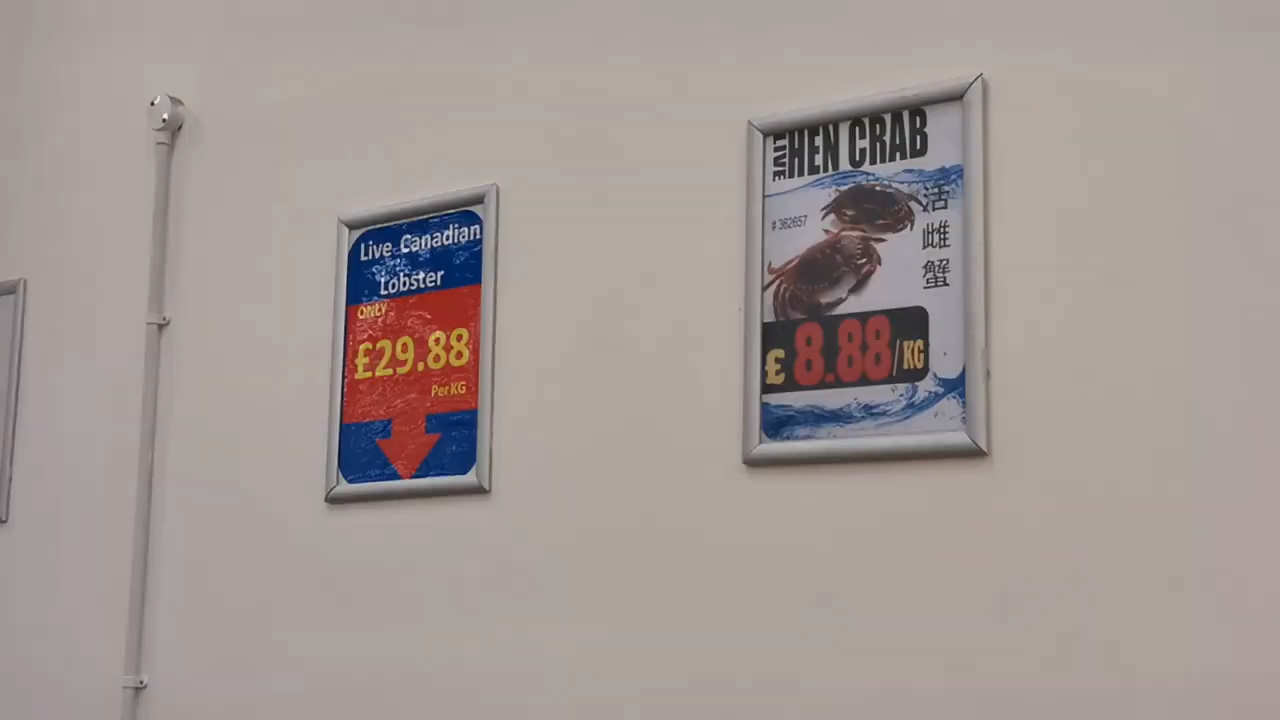 Live Canadian
Lobster
ONLY
£29.88
Per KG
LIVE
HEN CRAB
# 362657
活雌蟹
£ 8.88/KG